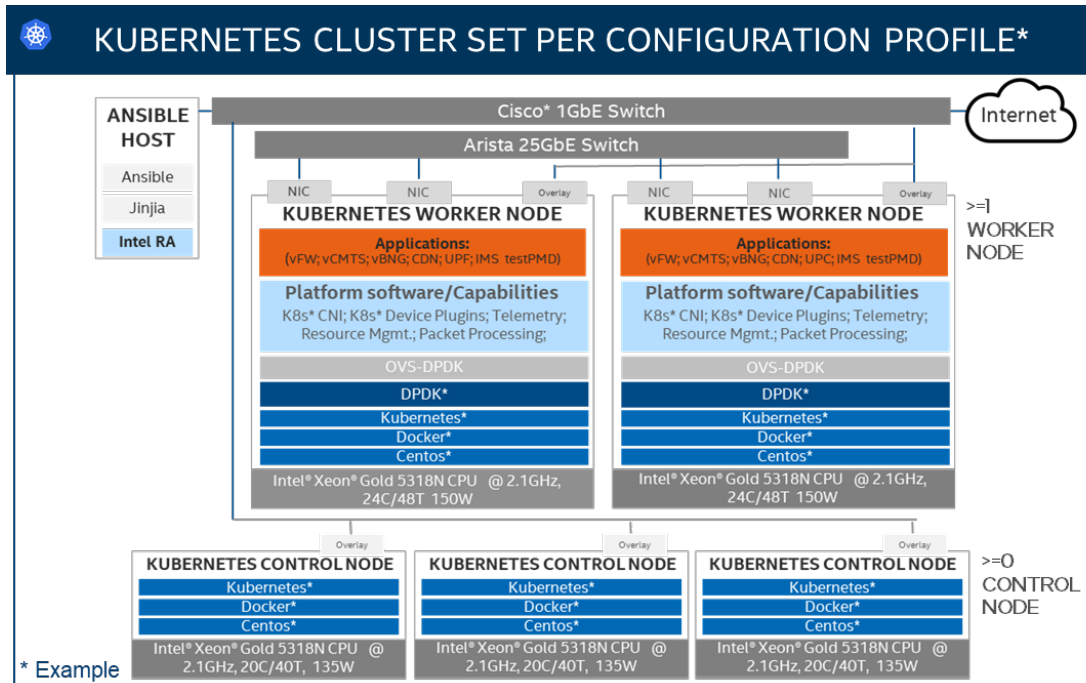 KUBERNETES CLUSTER SET PER CONFIGURATION PROFILE*
ANSIBLE
HOST
Ansible
Jinjia
Intel RA
Cisco* 1GbE Switch
Internet
Arista 25GbE Switch
NIC
NIC
Overlay
KUBERNETES WORKER NODE
Applications:
(vFW; vCMTS; vBNG; CDN; UPF; IMS testPMD)
Platform software/Capabilities
K8s* CNI; K8s* Device Plugins; Telemetry;
Resource Mgmt.; Packet Processing;
OVS-DPDK
DPDK*
Kubernetes*
Docker*
Centos*
Intel® Xeon® Gold 5318N CPU @ 2.1GHz,
24C/48T 150W
NIC
NIC
Overlay
KUBERNETES WORKER NODE
Applications:
(vFW; vCMTS; vBNG; CDN; UPC; IMS testPMD)
Platform software/Capabilities
K8s* CNI; K8s* Device Plugins; Telemetry;
Resource Mgmt.; Packet Processing;
OVS-DPDK
DPDK*
Kubernetes*
Docker*
Centos*
Intel® Xeon® Gold 5318N CPU @ 2.1GHz,
24C/48T 150W
>=1
WORKER
NODE
Overlay
KUBERNETES CONTROL NODE
Kubernetes*
Docker*
Centos*
Intel® Xeon® Gold 5318N CPU @
2.1GHz, 20C/40T, 135W
Overlay
KUBERNETES CONTROL NODE
Kubernetes*
Docker*
Centos*
Intel® Xeon® Gold 5318N CPU @
2.1GHz, 20C/40T, 135W
Overlay
KUBERNETES CONTROL NODE
Kubernetes*
Docker*
Centos*
Intel® Xeon® Gold 5318N CPU @
2.1GHz, 20C/40T, 135W
>=0
CONTROL
NODE
* Example